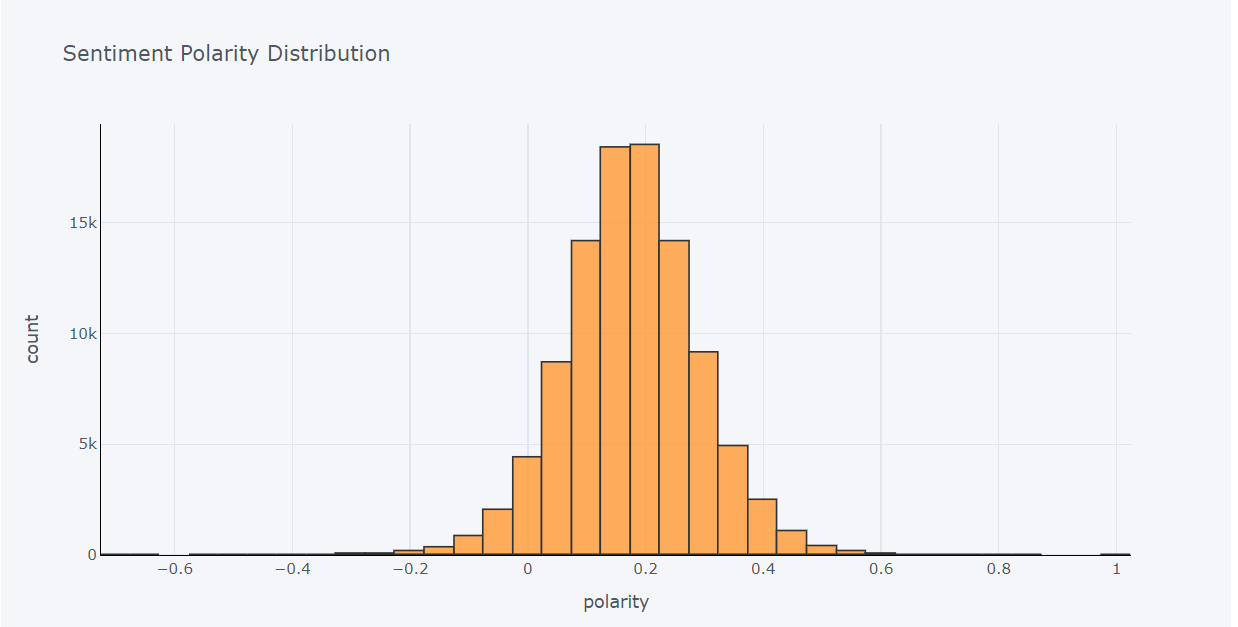 Sentiment Polarity Distribution
15k
10k
5k
0
count
−0.6
−0.4
−0.2
0
0.2
0.4
0.6
0.8
1
polarity